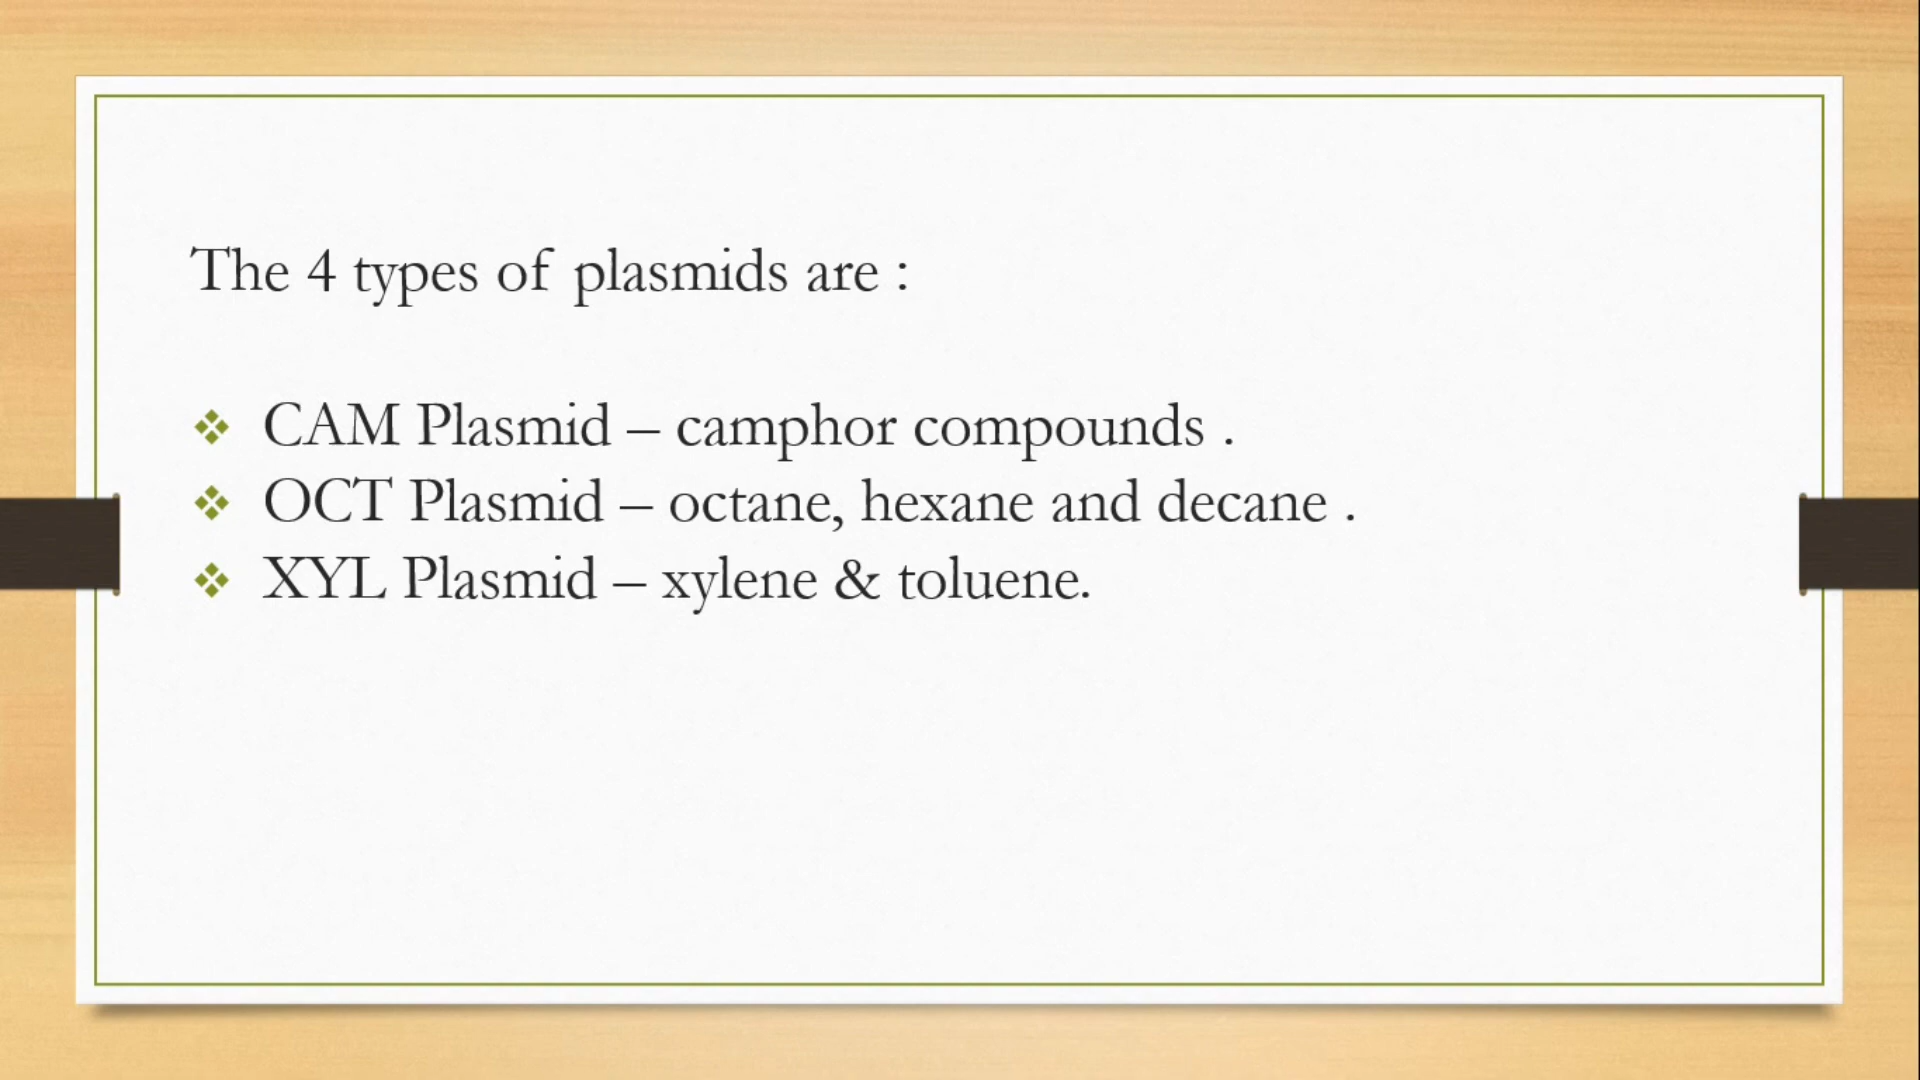 The 4 types of plasmids are :
❖ CAM Plasmid – camphor compounds .
❖ OCT Plasmid – octane, hexane and decane .
❖ XYL Plasmid – xylene & toluene.